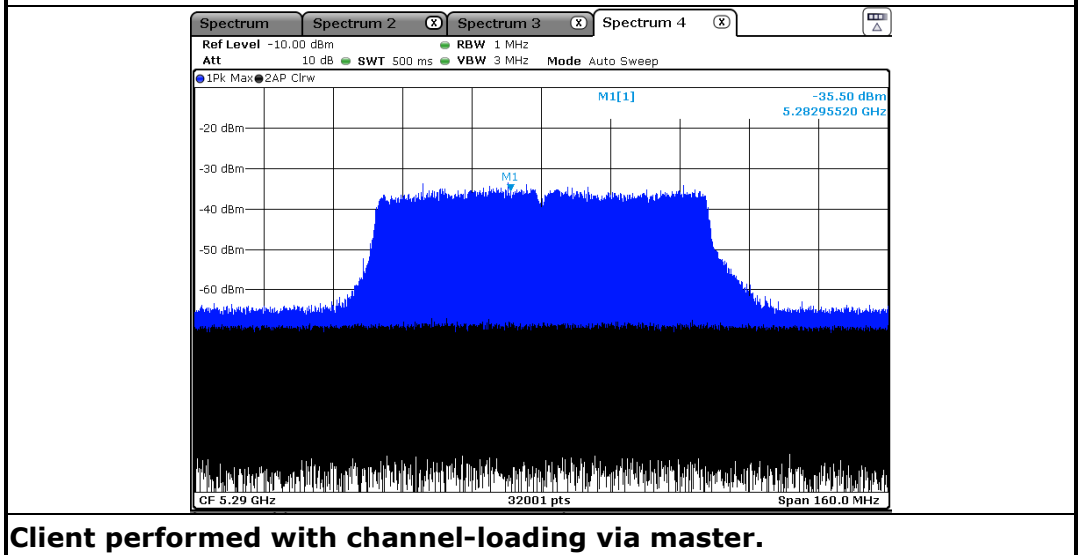 Spectrum Spectrum 2 X Spectrum 3 X Spectrum 4 X
Ref Level -10.00 dBm RBW 1 MHz
Att 10 dB SWT 500 ms VBW 3 MHz Mode Auto Sweep
1Pk Max 2AP Clrw
M1[1] -35.50 dBm
5.28295520 GHz
-20 dBm
-30 dBm
M1
-40 dBm
-50 dBm
-60 dBm
CF 5.29 GHz 32001 pts Span 160.0 MHz
Client performed with channel-loading via master.